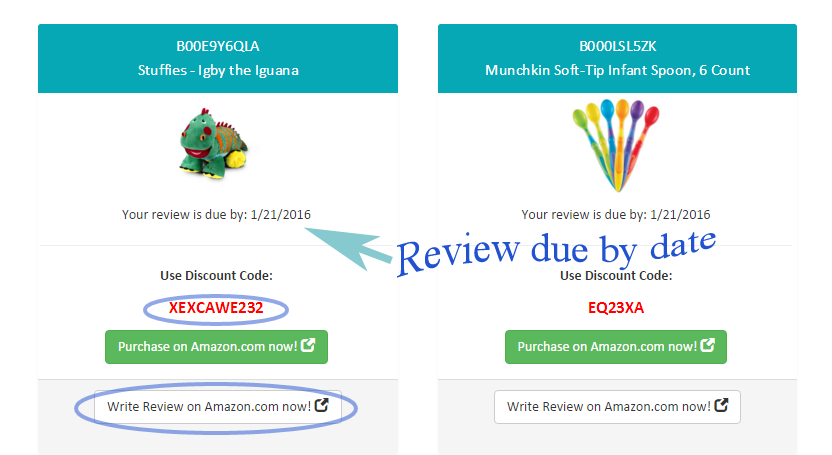 B00E9Y6QLA
Stuffies - Igby the Iguana
Your review is due by: 1/21/2016
Use Discount Code:
XEXCAWE232
Purchase on Amazon.com now!
Write Review on Amazon.com now!
B000LSL5ZK
Munchkin Soft-Tip Infant Spoon, 6 Count
Your review is due by: 1/21/2016
Review due by date
Use Discount Code:
EQ23XA
Purchase on Amazon.com now!
Write Review on Amazon.com now!